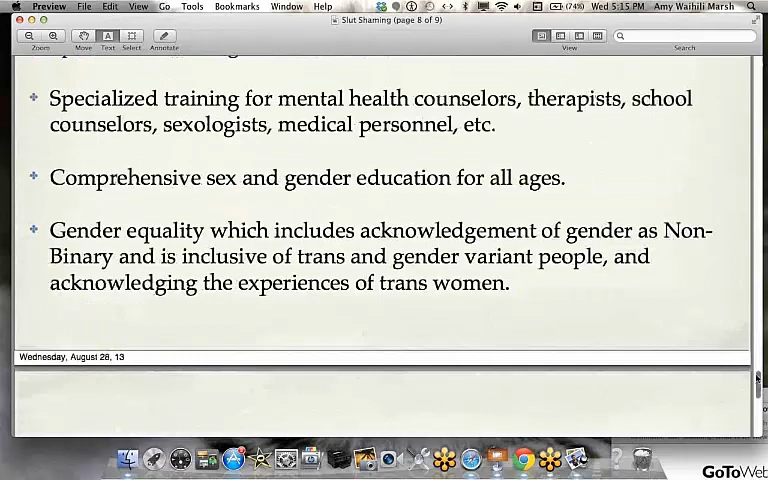 Preview File Edit View Go Tools Bookmarks Window Help (74%) Wed 5:15 PM Amy Waihili Marsh
Slut Shaming (page 8 of 9)
Zoom Move Text Select Annotate View Search
Specialized training for mental health counselors, therapists, school
counselors, sexologists, medical personnel, etc.
Comprehensive sex and gender education for all ages.
Gender equality which includes acknowledgement of gender as Non-
Binary and is inclusive of trans and gender variant people, and
acknowledging the experiences of trans women.
Wednesday, August 28, 13
GoToWeb